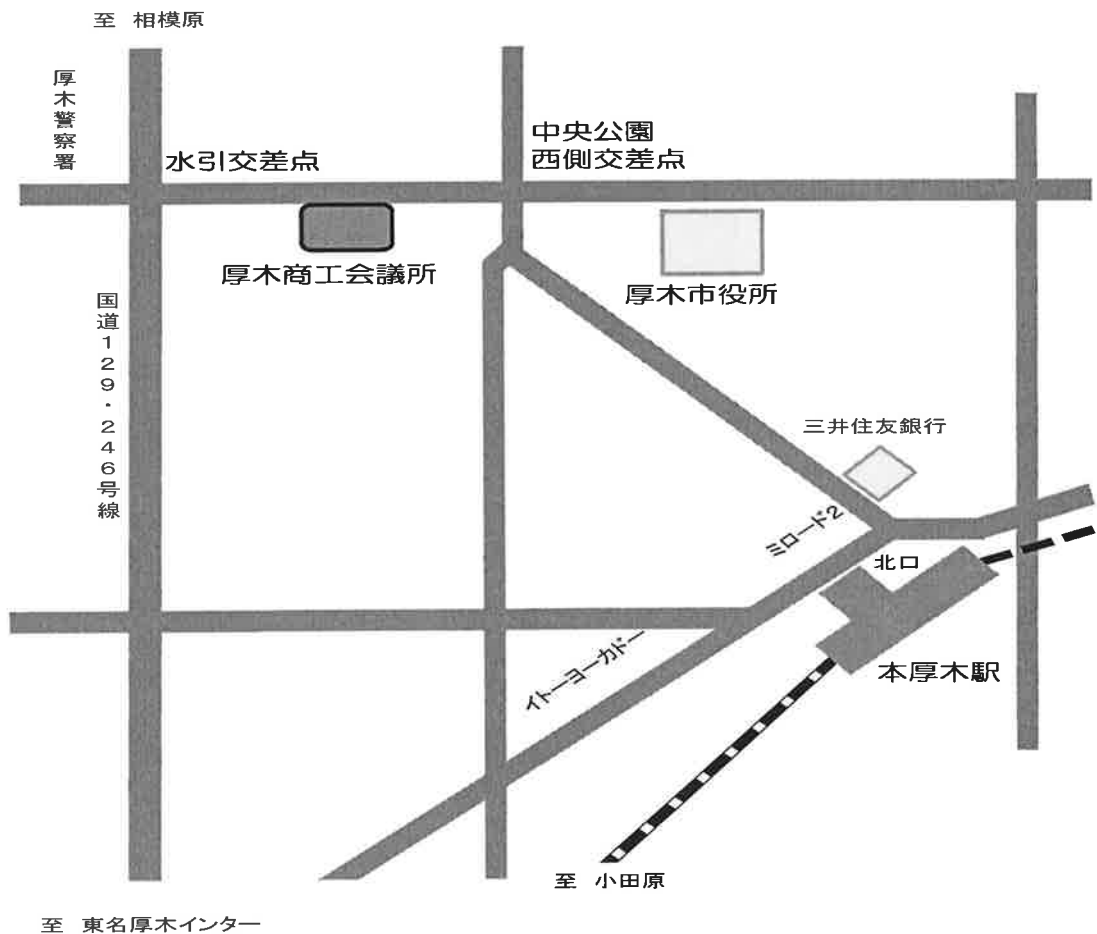 至 相模原
厚木警察署
水引交差点
中央公園
西側交差点
厚木商工会議所
厚木市役所
国道129・246号線
三井住友銀行
ミロード2
北口
イトーヨーカドー
本厚木駅
至 小田原
至 東名厚木インター